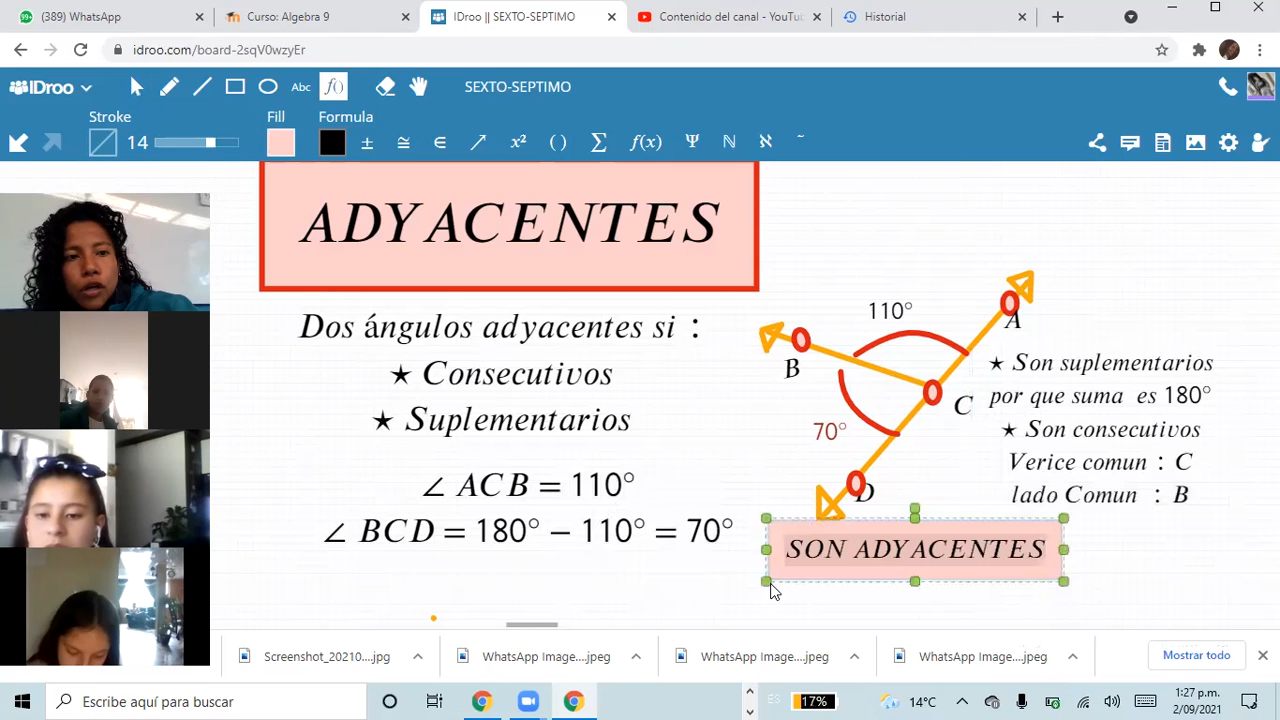 (389) WhatsApp
Curso: Algebra 9
IDroo || SEXTO-SEPTIMO
Contenido del canal - YouTu
Historial
idroo.com/board-2sqV0wzyEr
IDroo
Abc
f()
SEXTO-SEPTIMO
Stroke
14
Fill
Formula
± ≅ ∈ x² ( ) ∑ f(x) Ψ ℕ ℵ ~
ADYACENTES
Dos ángulos adyacentes si :
★ Consecutivos
★ Suplementarios
∠ ACB = 110°
∠ BCD = 180° − 110° = 70°
110°
A
B
C
70°
D
★ Son suplementarios
por que suma es 180°
★ Son consecutivos
Verice comun : C
lado Comun : B
SON ADYACENTES
Screenshot_20210....jpg
WhatsApp Image....jpeg
WhatsApp Image....jpeg
WhatsApp Image....jpeg
Mostrar todo
Escribe aquí para buscar
ES
17%
14°C
1:27 p.m.
2/09/2021